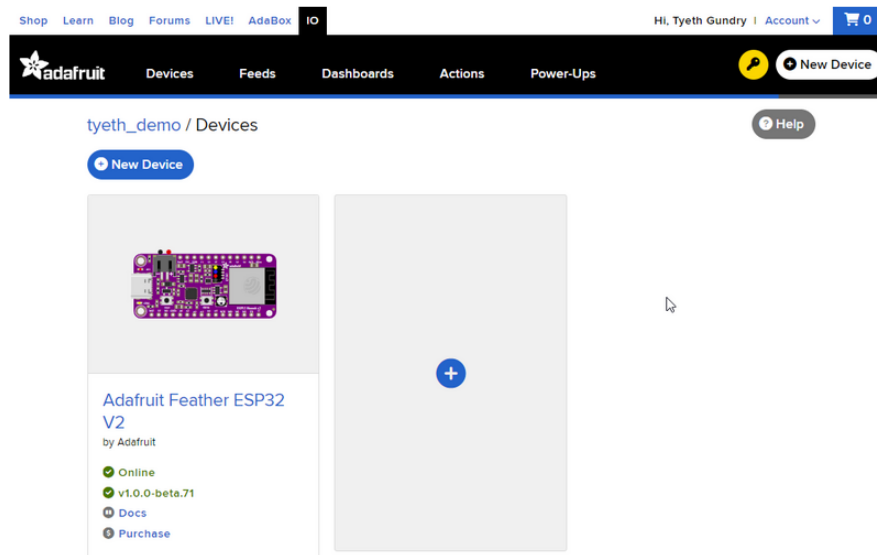 Shop Learn Blog Forums LIVE! AdaBox IO Hi, Tyeth Gundry | Account 0
adafruit Devices Feeds Dashboards Actions Power-Ups New Device
tyeth_demo / Devices Help
New Device
Adafruit Feather ESP32
V2
by Adafruit
Online
v1.0.0-beta.71
Docs
Purchase